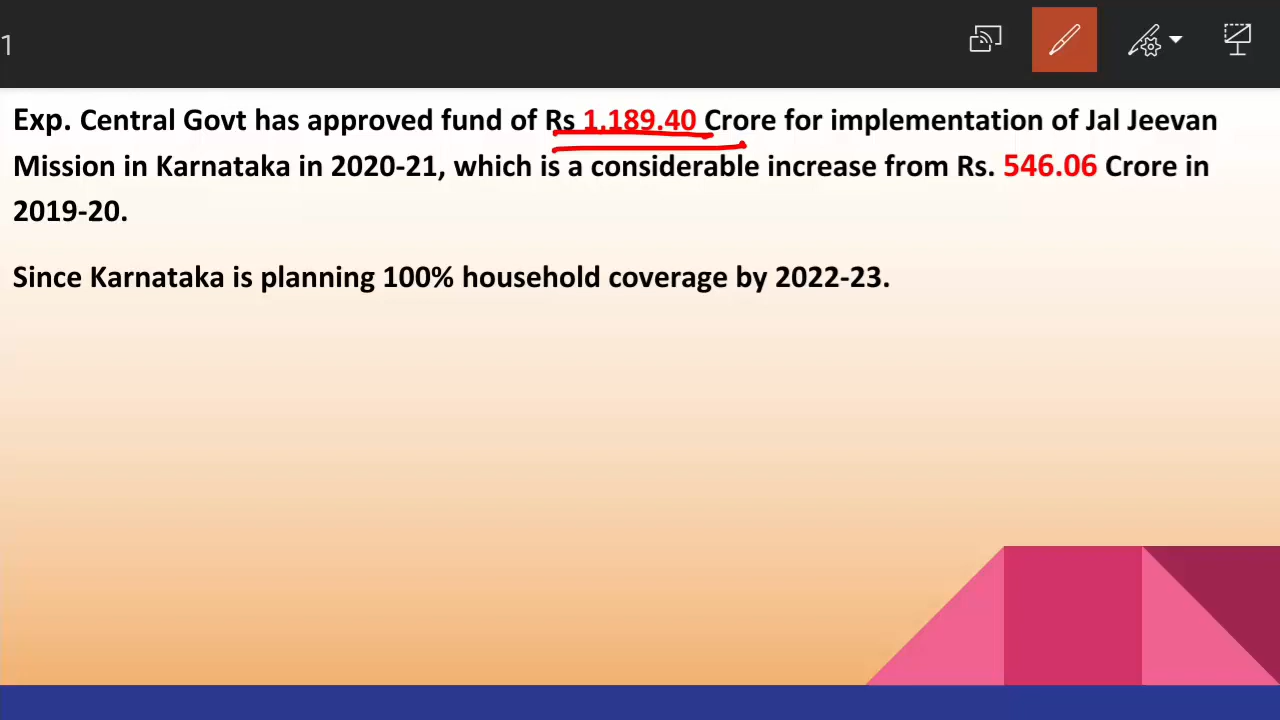 1
Exp. Central Govt has approved fund of Rs 1,189.40 Crore for implementation of Jal Jeevan
Mission in Karnataka in 2020-21, which is a considerable increase from Rs. 546.06 Crore in
2019-20.
Since Karnataka is planning 100% household coverage by 2022-23.